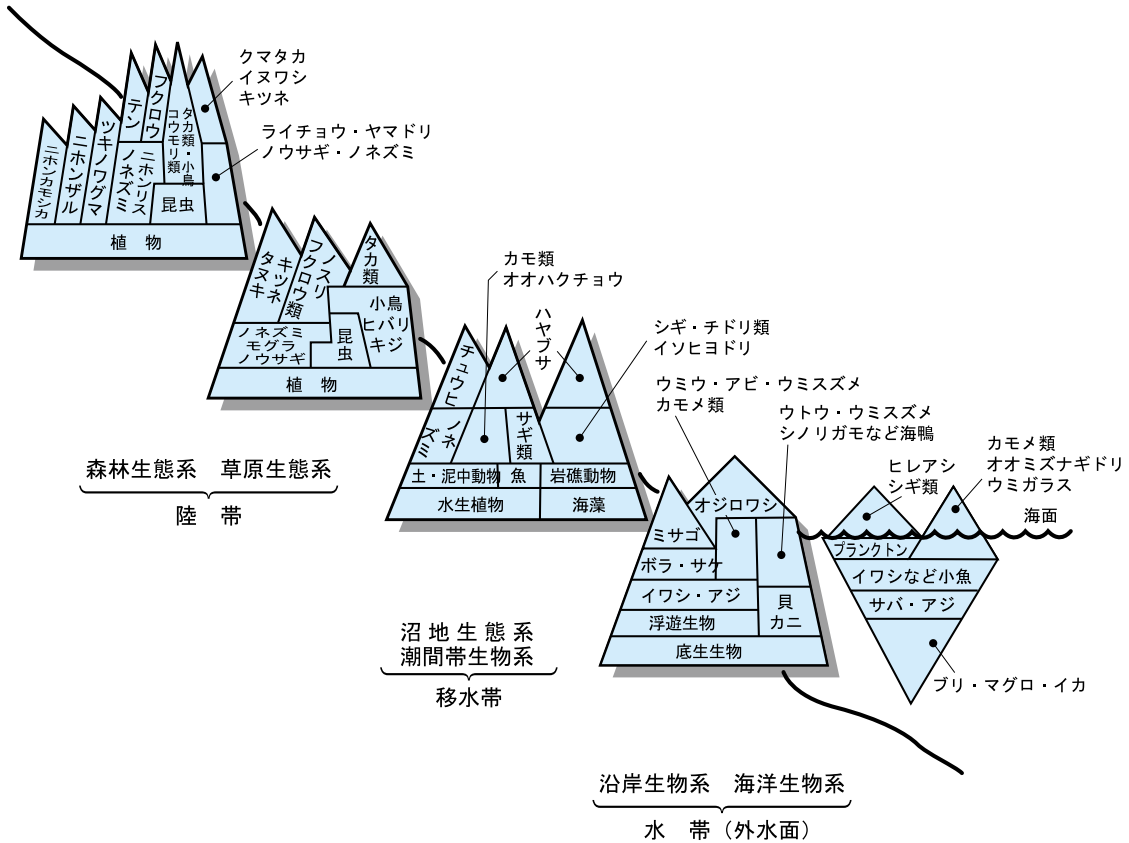 クマタカ
イヌワシ
キツネ
ライチョウ・ヤマドリ
ノウサギ・ノネズミ
ニホンカモシカ
ニホンザル
ツキノワグマ
テン
フクロウ
タカ類・小鳥
コウモリ類
ノネズミ
ニホンリス
昆虫
植　物
タヌキ
キツネ
フクロウ類
ノスリ
タカ類
小鳥
ヒバリ
キジ
昆虫
ノネズミ
モグラ
ノウサギ
植　物
森林生態系　草原生態系
陸　帯
カモ類
オオハクチョウ
ハヤブサ
シギ・チドリ類
イソヒヨドリ
チュウヒ
ノネズミ
サギ類
土・泥中動物
魚
岩礁動物
水生植物
海藻
沼地生態系
潮間帯生物系
移水帯
ウミウ・アビ・ウミスズメ
カモメ類
ウトウ・ウミスズメ
シノリガモなど海鴨
オジロワシ
ミサゴ
ボラ・サケ
イワシ・アジ
浮遊生物
貝
カニ
底生生物
ヒレアシ
シギ類
カモメ類
オオミズナギドリ
ウミガラス
海面
プランクトン
イワシなど小魚
サバ・アジ
ブリ・マグロ・イカ
沿岸生物系　海洋生物系
水　帯（外水面）